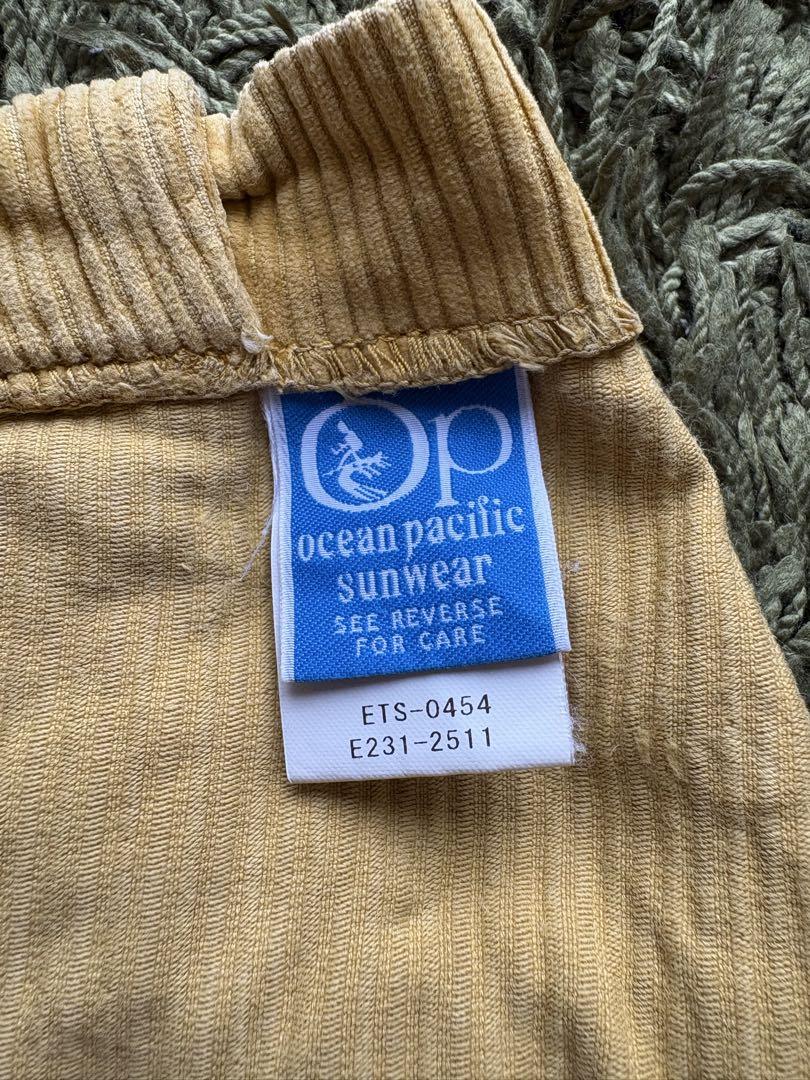 Op
ocean pacific
sunwear
SEE REVERSE
FOR CARE
ETS-0454
E231-2511